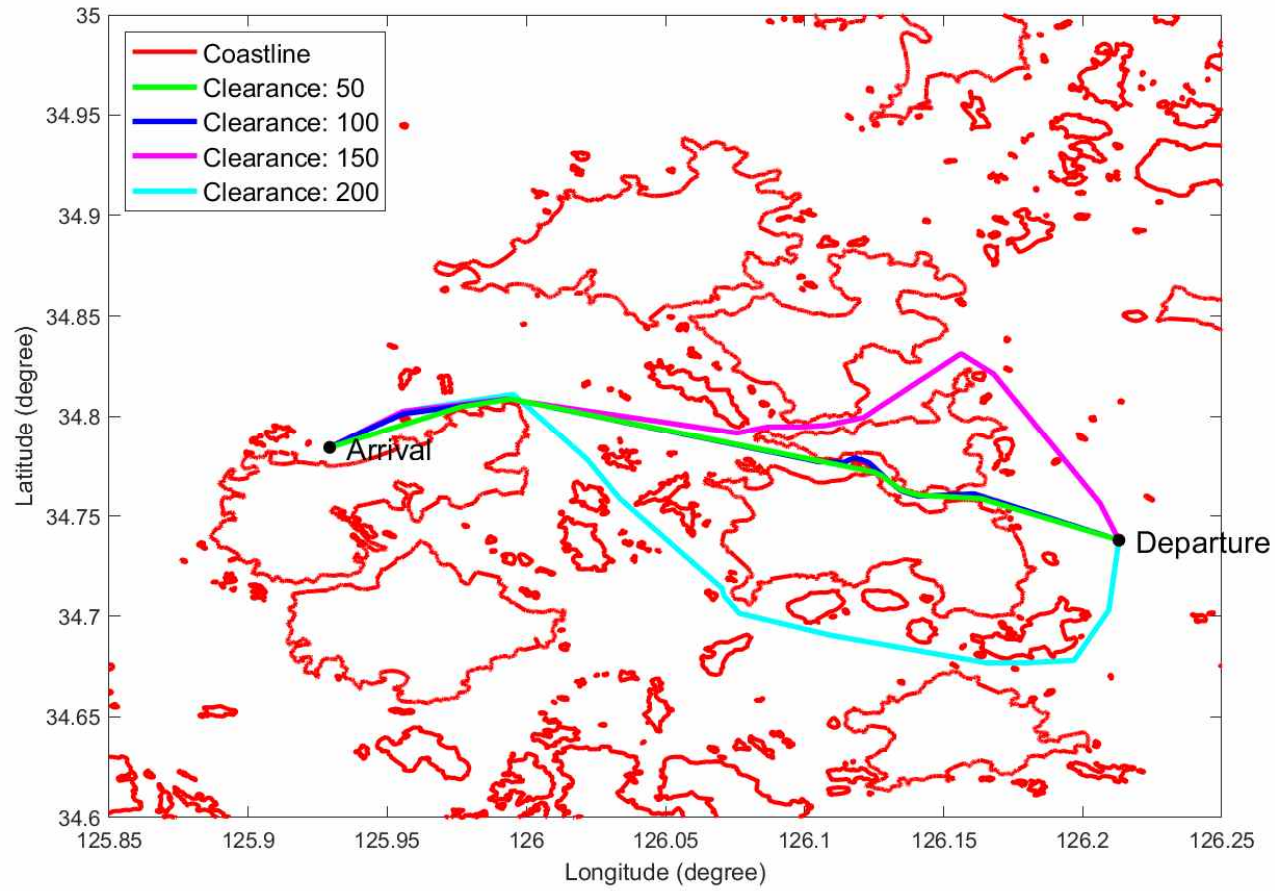 35
34.95
34.9
34.85
34.8
34.75
34.7
34.65
34.6
Latitude (degree)
Coastline
Clearance: 50
Clearance: 100
Clearance: 150
Clearance: 200
Arrival
Departure
125.85
125.9
125.95
126
126.05
126.1
126.15
126.2
126.25
Longitude (degree)